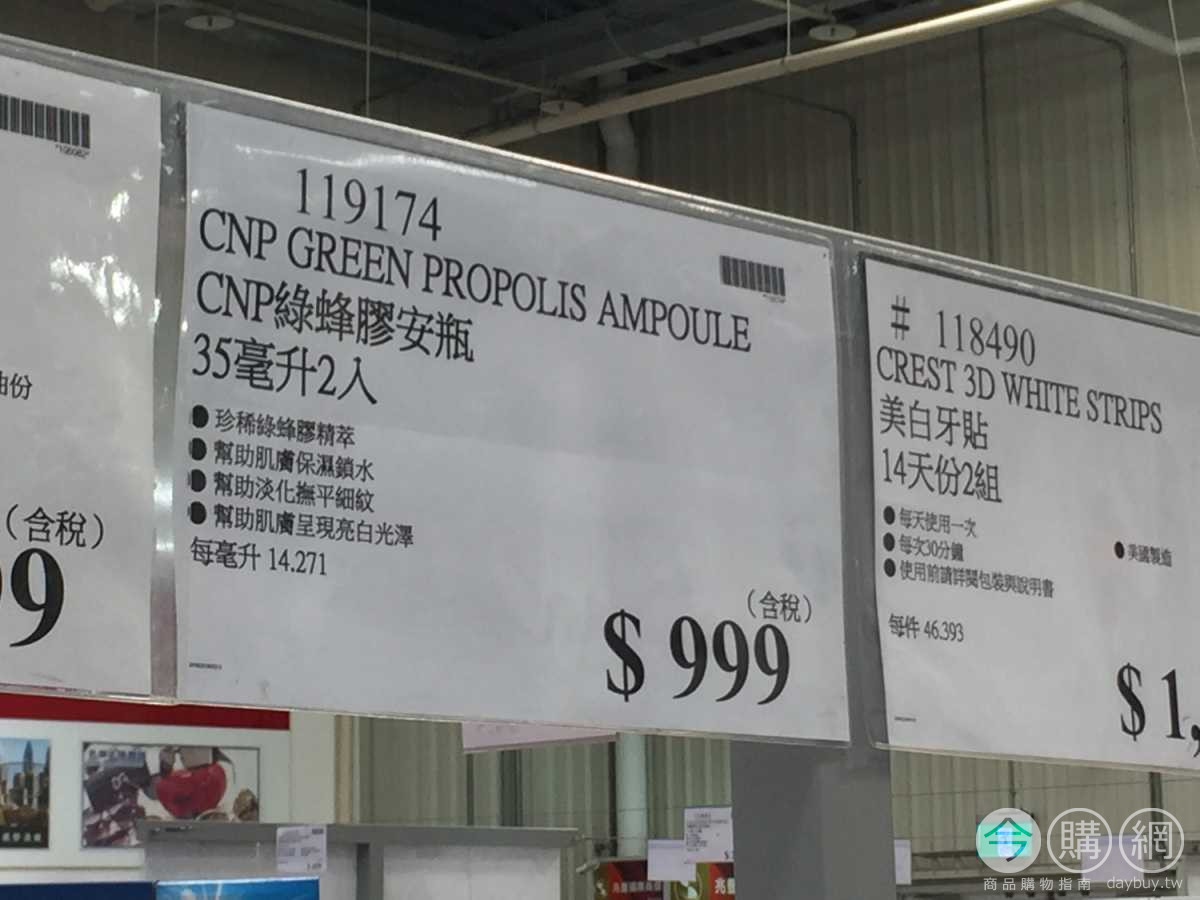 油份
（含稅）
99
119174
CNP GREEN PROPOLIS AMPOULE
CNP綠蜂膠安瓶
35毫升2入
● 珍稀綠蜂膠精萃
● 幫助肌膚保濕鎖水
● 幫助淡化撫平細紋
● 幫助肌膚呈現亮白光澤
每毫升 14.271
（含稅）
$ 999
# 118490
CREST 3D WHITE STRIPS
美白牙貼
14天份2組
● 每天使用一次
● 每次30分鐘
● 使用前請詳閱包裝與說明書
● 美國製造
每件 46.393
$ 1,
今購網
商品購物指南 daybuy.tw